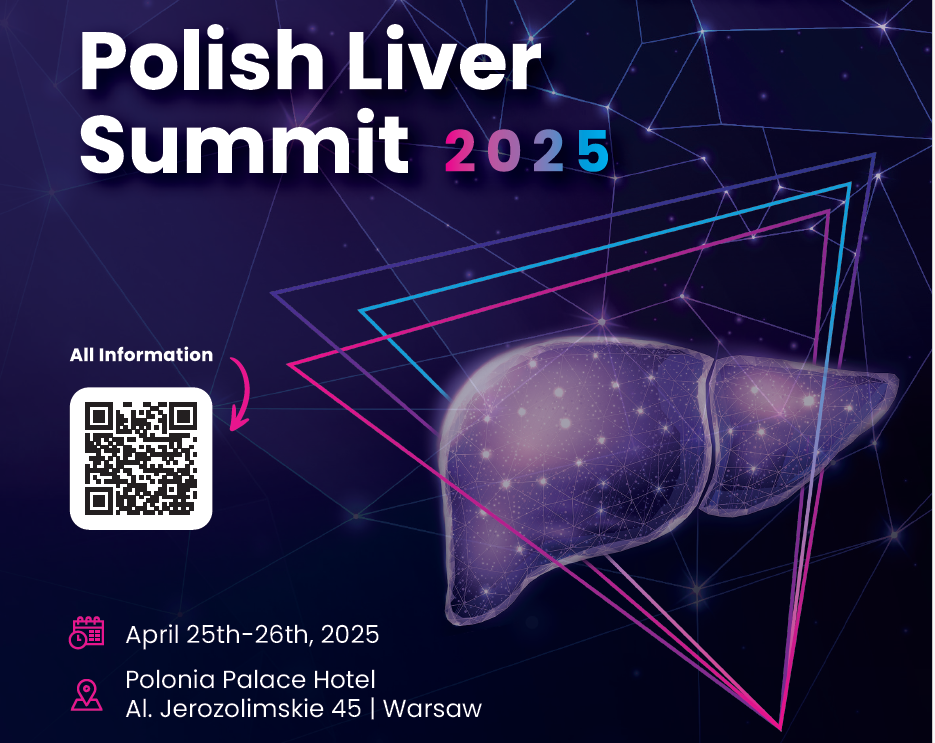 Polish Liver
Summit 2025
All Information
April 25th-26th, 2025
Polonia Palace Hotel
Al. Jerozolimskie 45 | Warsaw